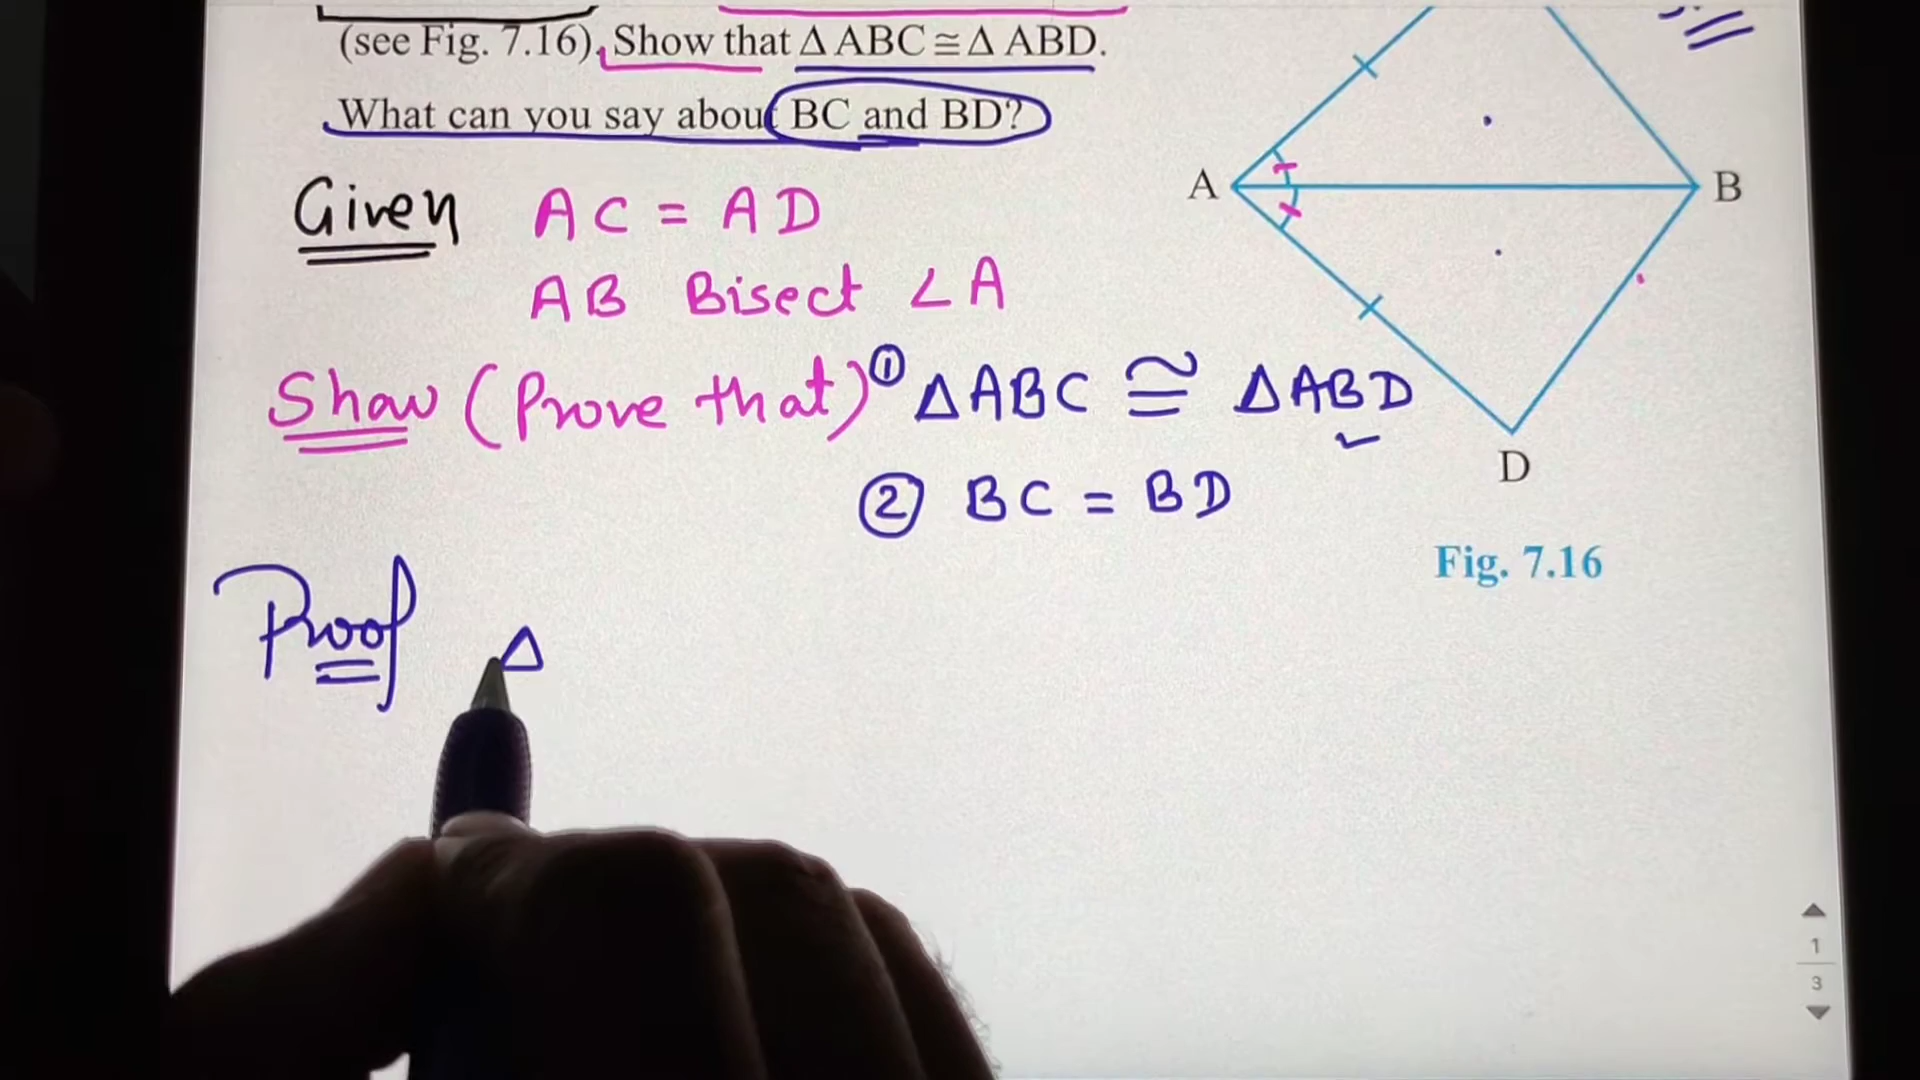 (see Fig. 7.16). Show that Δ ABC ≅ Δ ABD.
What can you say about BC and BD?
Given AC = AD
AB Bisect ∠A
Show (Prove that) ① ΔABC ≅ ΔABD
② BC = BD
A
B
D
Fig. 7.16
Proof Δ
1
3